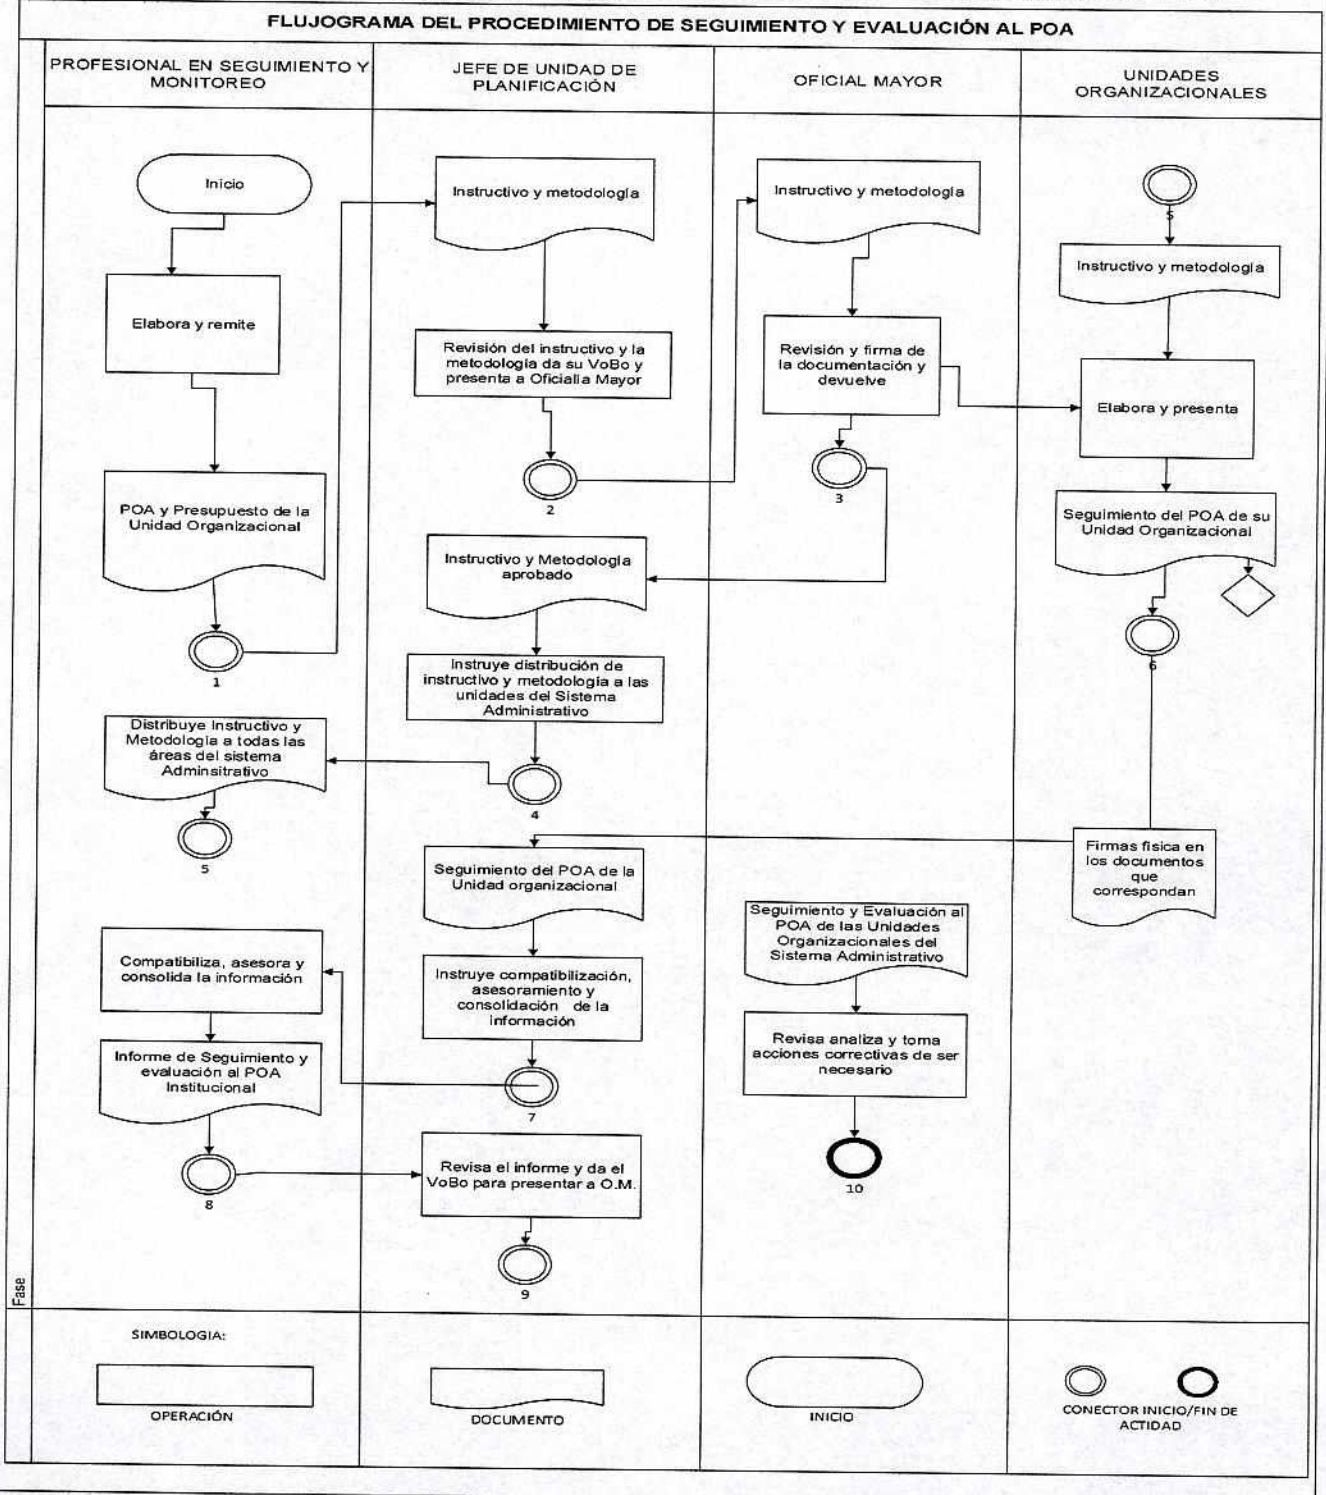 FLUJOGRAMA DEL PROCEDIMIENTO DE SEGUIMIENTO Y EVALUACIÓN AL POA
PROFESIONAL EN SEGUIMIENTO Y
MONITOREO
JEFE DE UNIDAD DE
PLANIFICACIÓN
OFICIAL MAYOR
UNIDADES
ORGANIZACIONALES
Inicio
Elabora y remite
POA y Presupuesto de la
Unidad Organizacional
1
Distribuye Instructivo y
Metodología a todas las
áreas del sistema
Adminsitrativo
5
Compatibiliza, asesora y
consolida la información
Informe de Seguimiento y
evaluación al POA
Institucional
8
Instructivo y metodología
Revisión del instructivo y la
metodología da su VoBo y
presenta a Oficialia Mayor
2
Instructivo y Metodología
aprobado
Instruye distribución de
instructivo y metodología a las
unidades del Sistema
Administrativo
4
Seguimiento del POA de la
Unidad organizacional
Instruye compatibilización,
asesoramiento y
consolidación de la
información
7
Revisa el informe y da el
VoBo para presentar a O.M.
9
Instructivo y metodología
Revisión y firma de
la documentación y
devuelve
3
Seguimiento y Evaluación al
POA de las Unidades
Organizacionales del
Sistema Administrativo
Revisa analiza y toma
acciones correctivas de ser
necesario
10
5
Instructivo y metodología
Elabora y presenta
Seguimiento del POA de su
Unidad Organizacional
6
Firmas fisica en
los documentos
que
correspondan
Fase
SIMBOLOGIA:
OPERACIÓN
DOCUMENTO
INICIO
CONECTOR INICIO/FIN DE
ACTIDAD